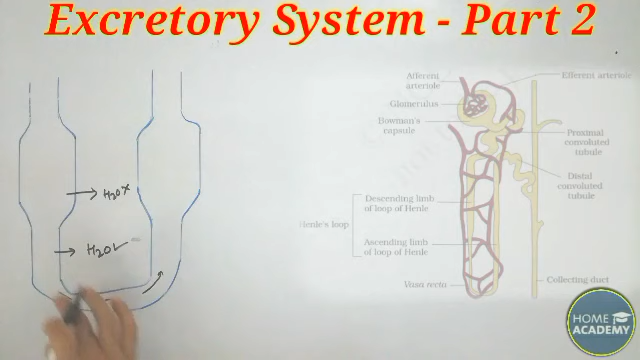 Excretory System - Part 2
H₂O X
H₂O ✓
Afferent
arteriole
Efferent arteriole
Glomerulus
Bowman's
capsule
Proximal
convoluted
tubule
Distal
convoluted
tubule
Descending limb
of loop of Henle
Henle's loop
Ascending limb
of loop of Henle
Vasa recta
Collecting duct
HOME
ACADEMY